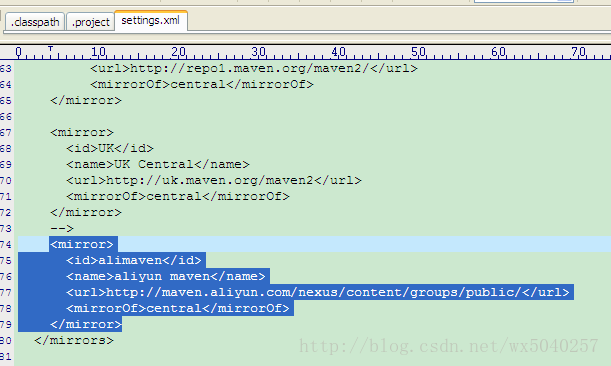 .classpath .project settings.xml
0 10 20 30 40 50 60 70
63 <url>http://repo1.maven.org/maven2/</url>
64 <mirrorOf>central</mirrorOf>
65 </mirror>
66
67 <mirror>
68 <id>UK</id>
69 <name>UK Central</name>
70 <url>http://uk.maven.org/maven2</url>
71 <mirrorOf>central</mirrorOf>
72 </mirror>
73 -->
74 <mirror>
75 <id>alimaven</id>
76 <name>aliyun maven</name>
77 <url>http://maven.aliyun.com/nexus/content/groups/public/</url>
78 <mirrorOf>central</mirrorOf>
79 </mirror>
80 </mirrors>
81
http://blog.csdn.net/wx5040257